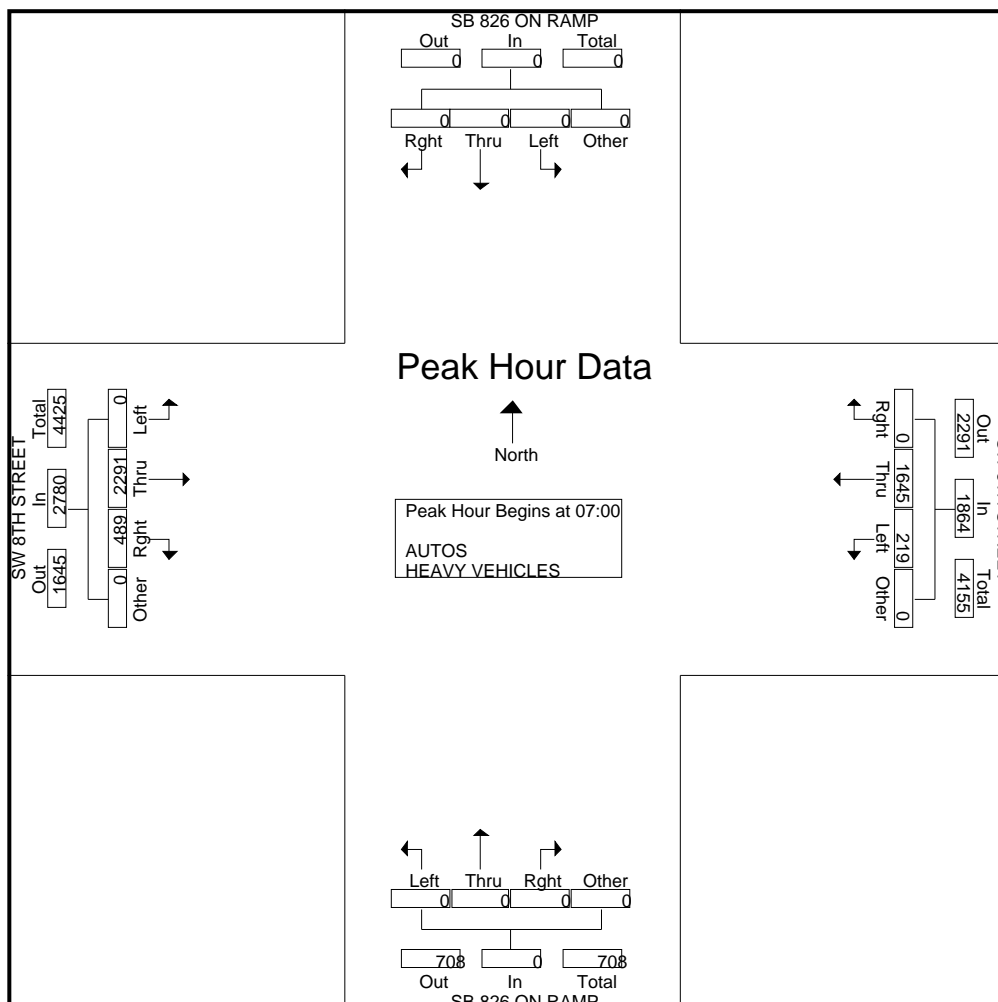 SB 826 ON RAMP
Out In Total
0 0 0
0 0 0 0
Rght Thru Left Other
Peak Hour Data
North
Peak Hour Begins at 07:00
AUTOS
HEAVY VEHICLES
SW 8TH STREET
Total In Out
4425 2780 1645
0 2291 489 0
Left Thru Rght Other
Rght Thru Left Other
0 1645 219 0
Out In Total
2291 1864 4155
Left Thru Rght Other
0 0 0 0
708 0 708
Out In Total
SB 826 ON RAMP